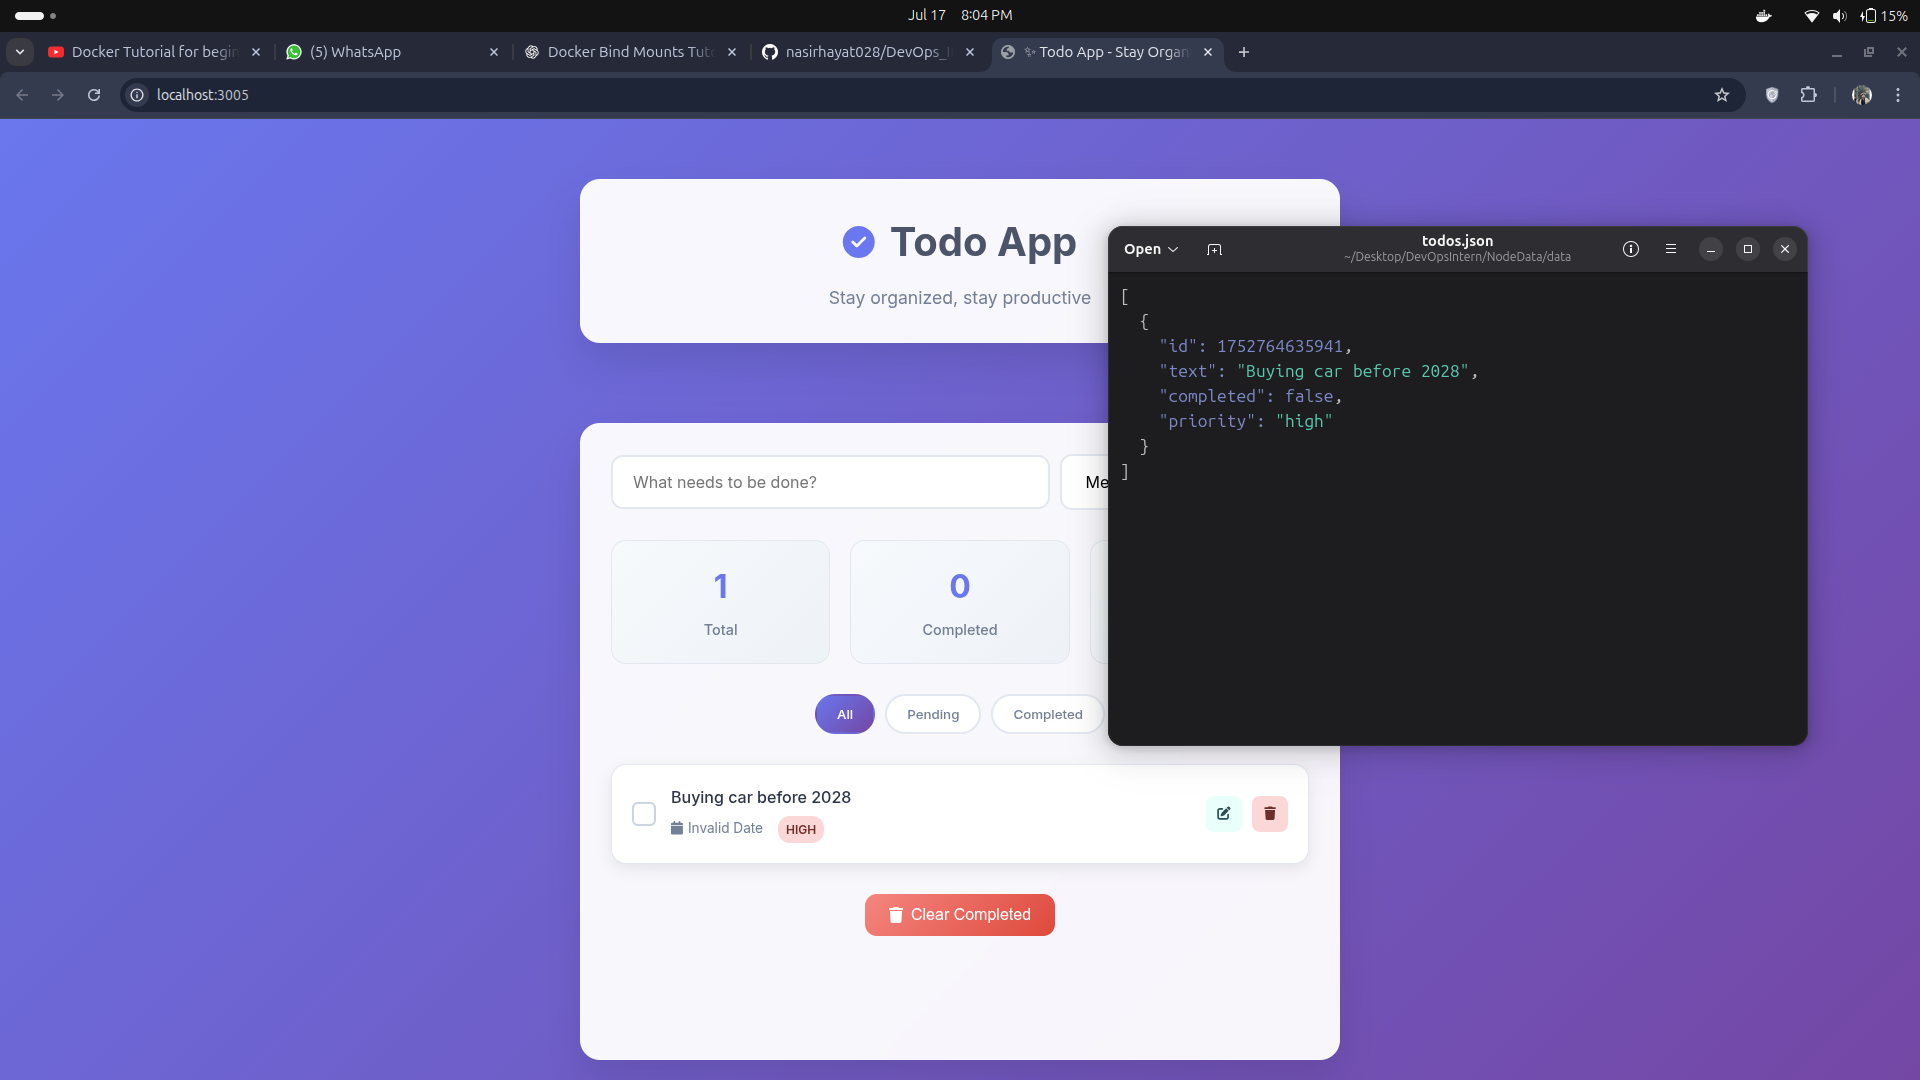 Jul 17 8:04 PM
15%
Docker Tutorial for begin
(5) WhatsApp
Docker Bind Mounts Tuto
nasirhayat028/DevOps_I
Todo App - Stay Organ
localhost:3005
Todo App
Stay organized, stay productive
What needs to be done?
Me
1
Total
0
Completed
All
Pending
Completed
Buying car before 2028
Invalid Date
HIGH
Clear Completed
Open
todos.json
~/Desktop/DevOpsIntern/NodeData/data
[
{
"id": 1752764635941,
"text": "Buying car before 2028",
"completed": false,
"priority": "high"
}
]